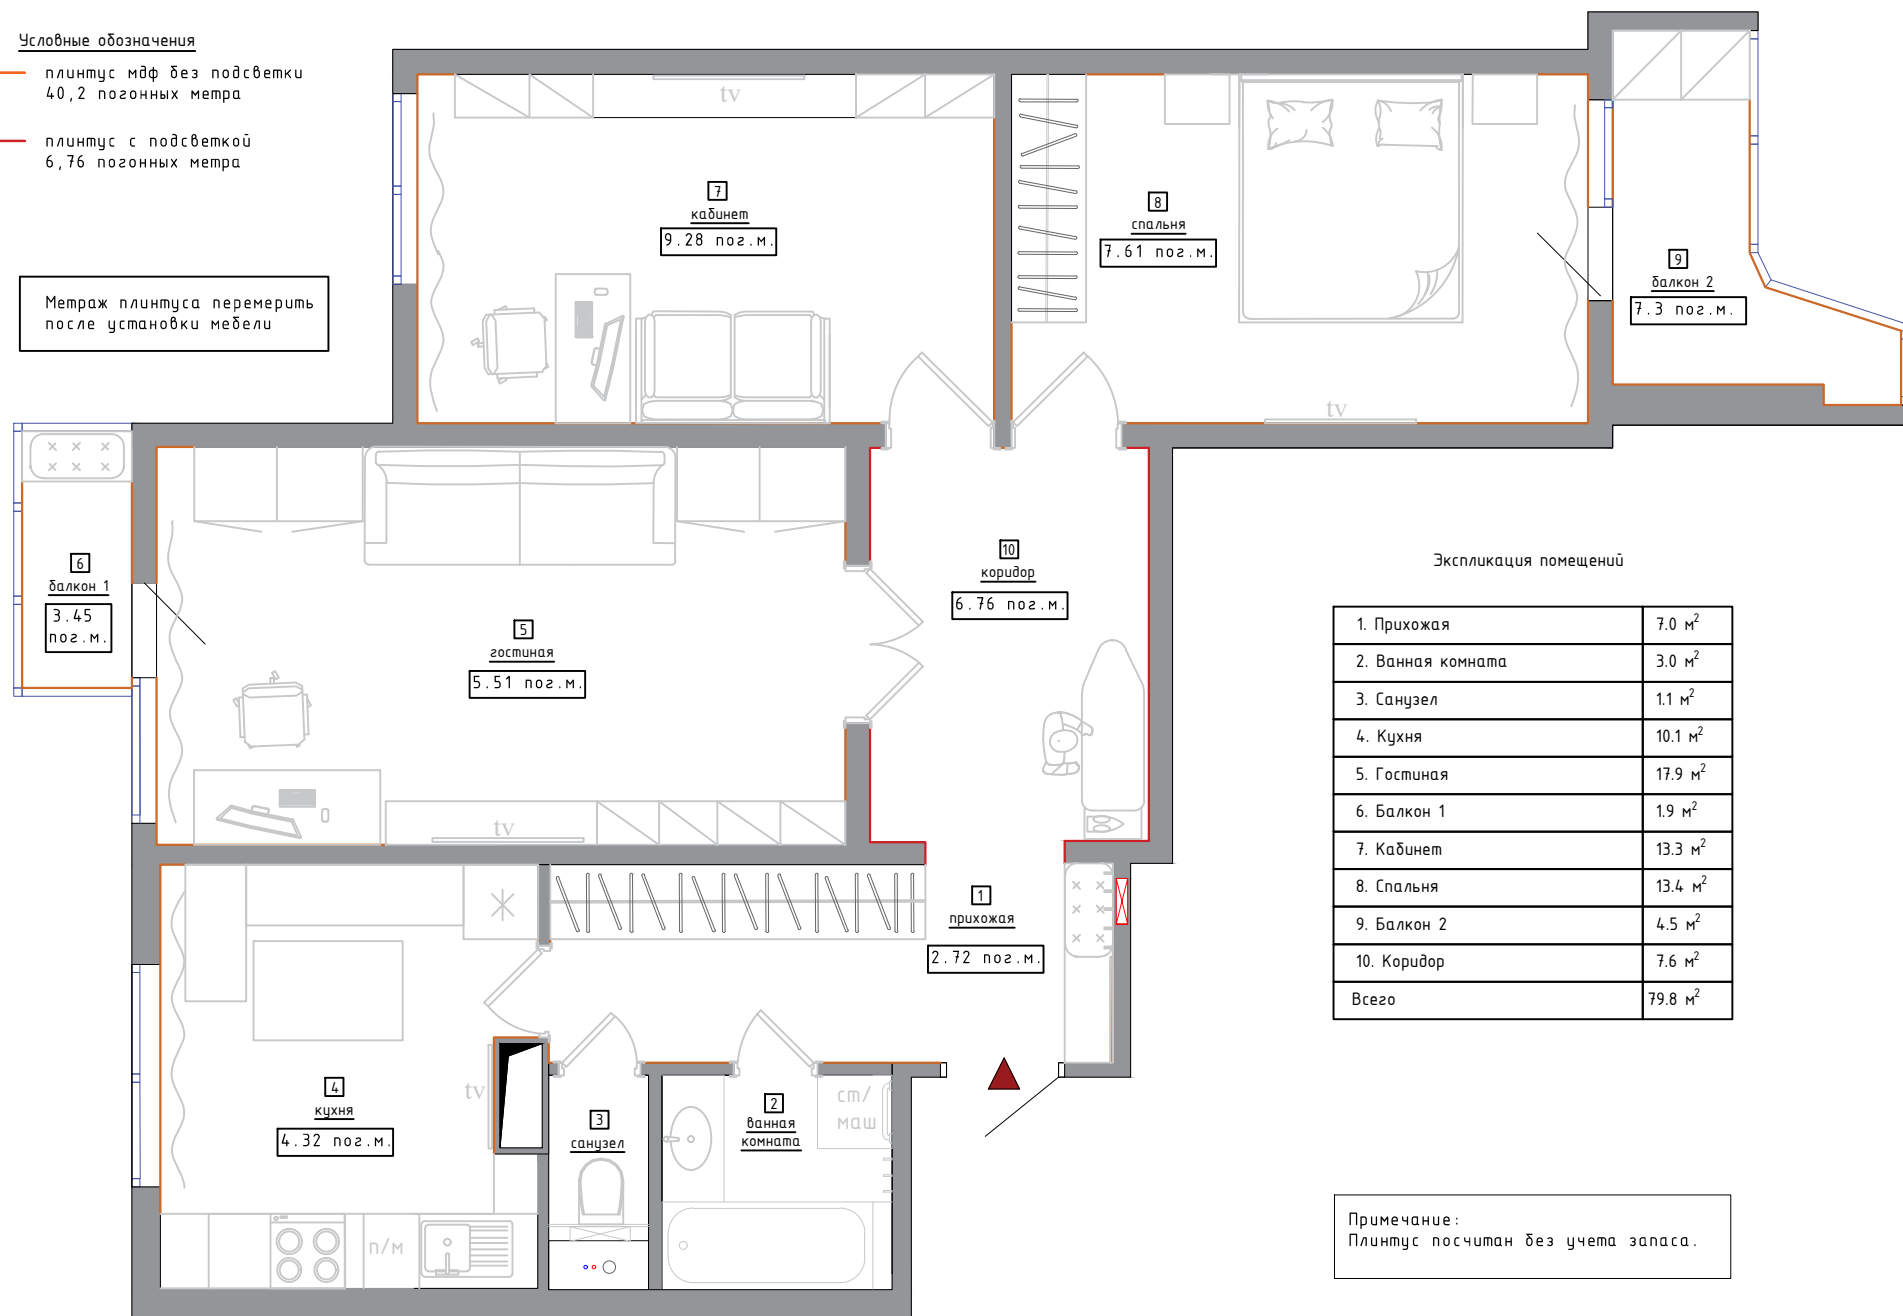 Условные обозначения
плинтус мдф без подсветки
40,2 погонных метра
плинтус с подсветкой
6,76 погонных метра
Метраж плинтуса перемерить
после установки мебели
tv
7
кабинет
9.28 пог.м.
8
спальня
7.61 пог.м.
tv
9
балкон 2
7.3 пог.м.
6
балкон 1
3.45
пог.м.
5
гостиная
5.51 пог.м.
tv
10
коридор
6.76 пог.м.
1
прихожая
2.72 пог.м.
4
кухня
4.32 пог.м.
tv
п/м
3
санузел
2
ванная
комната
ст/
маш
Экспликация помещений
1. Прихожая 7.0 м²
2. Ванная комната 3.0 м²
3. Санузел 1.1 м²
4. Кухня 10.1 м²
5. Гостиная 17.9 м²
6. Балкон 1 1.9 м²
7. Кабинет 13.3 м²
8. Спальня 13.4 м²
9. Балкон 2 4.5 м²
10. Коридор 7.6 м²
Всего 79.8 м²
Примечание:
Плинтус посчитан без учета запаса.